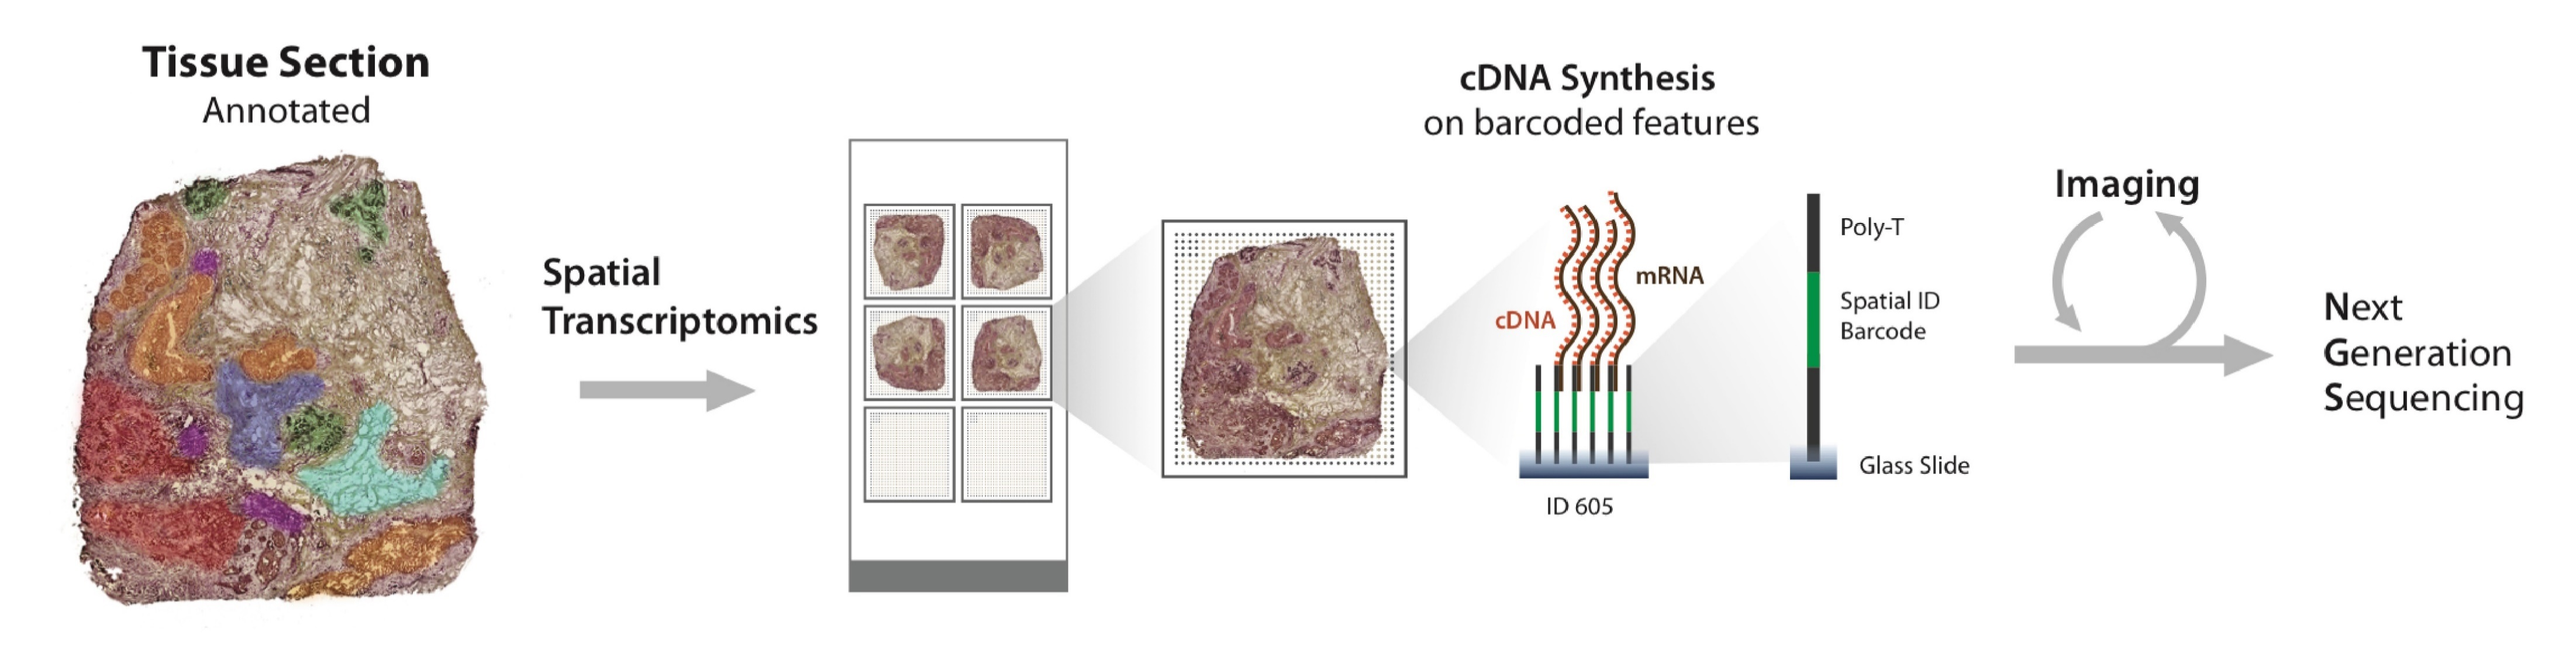 Tissue Section
Annotated
Spatial
Transcriptomics
cDNA Synthesis
on barcoded features
cDNA
mRNA
ID 605
Poly-T
Spatial ID
Barcode
Glass Slide
Imaging
Next
Generation
Sequencing